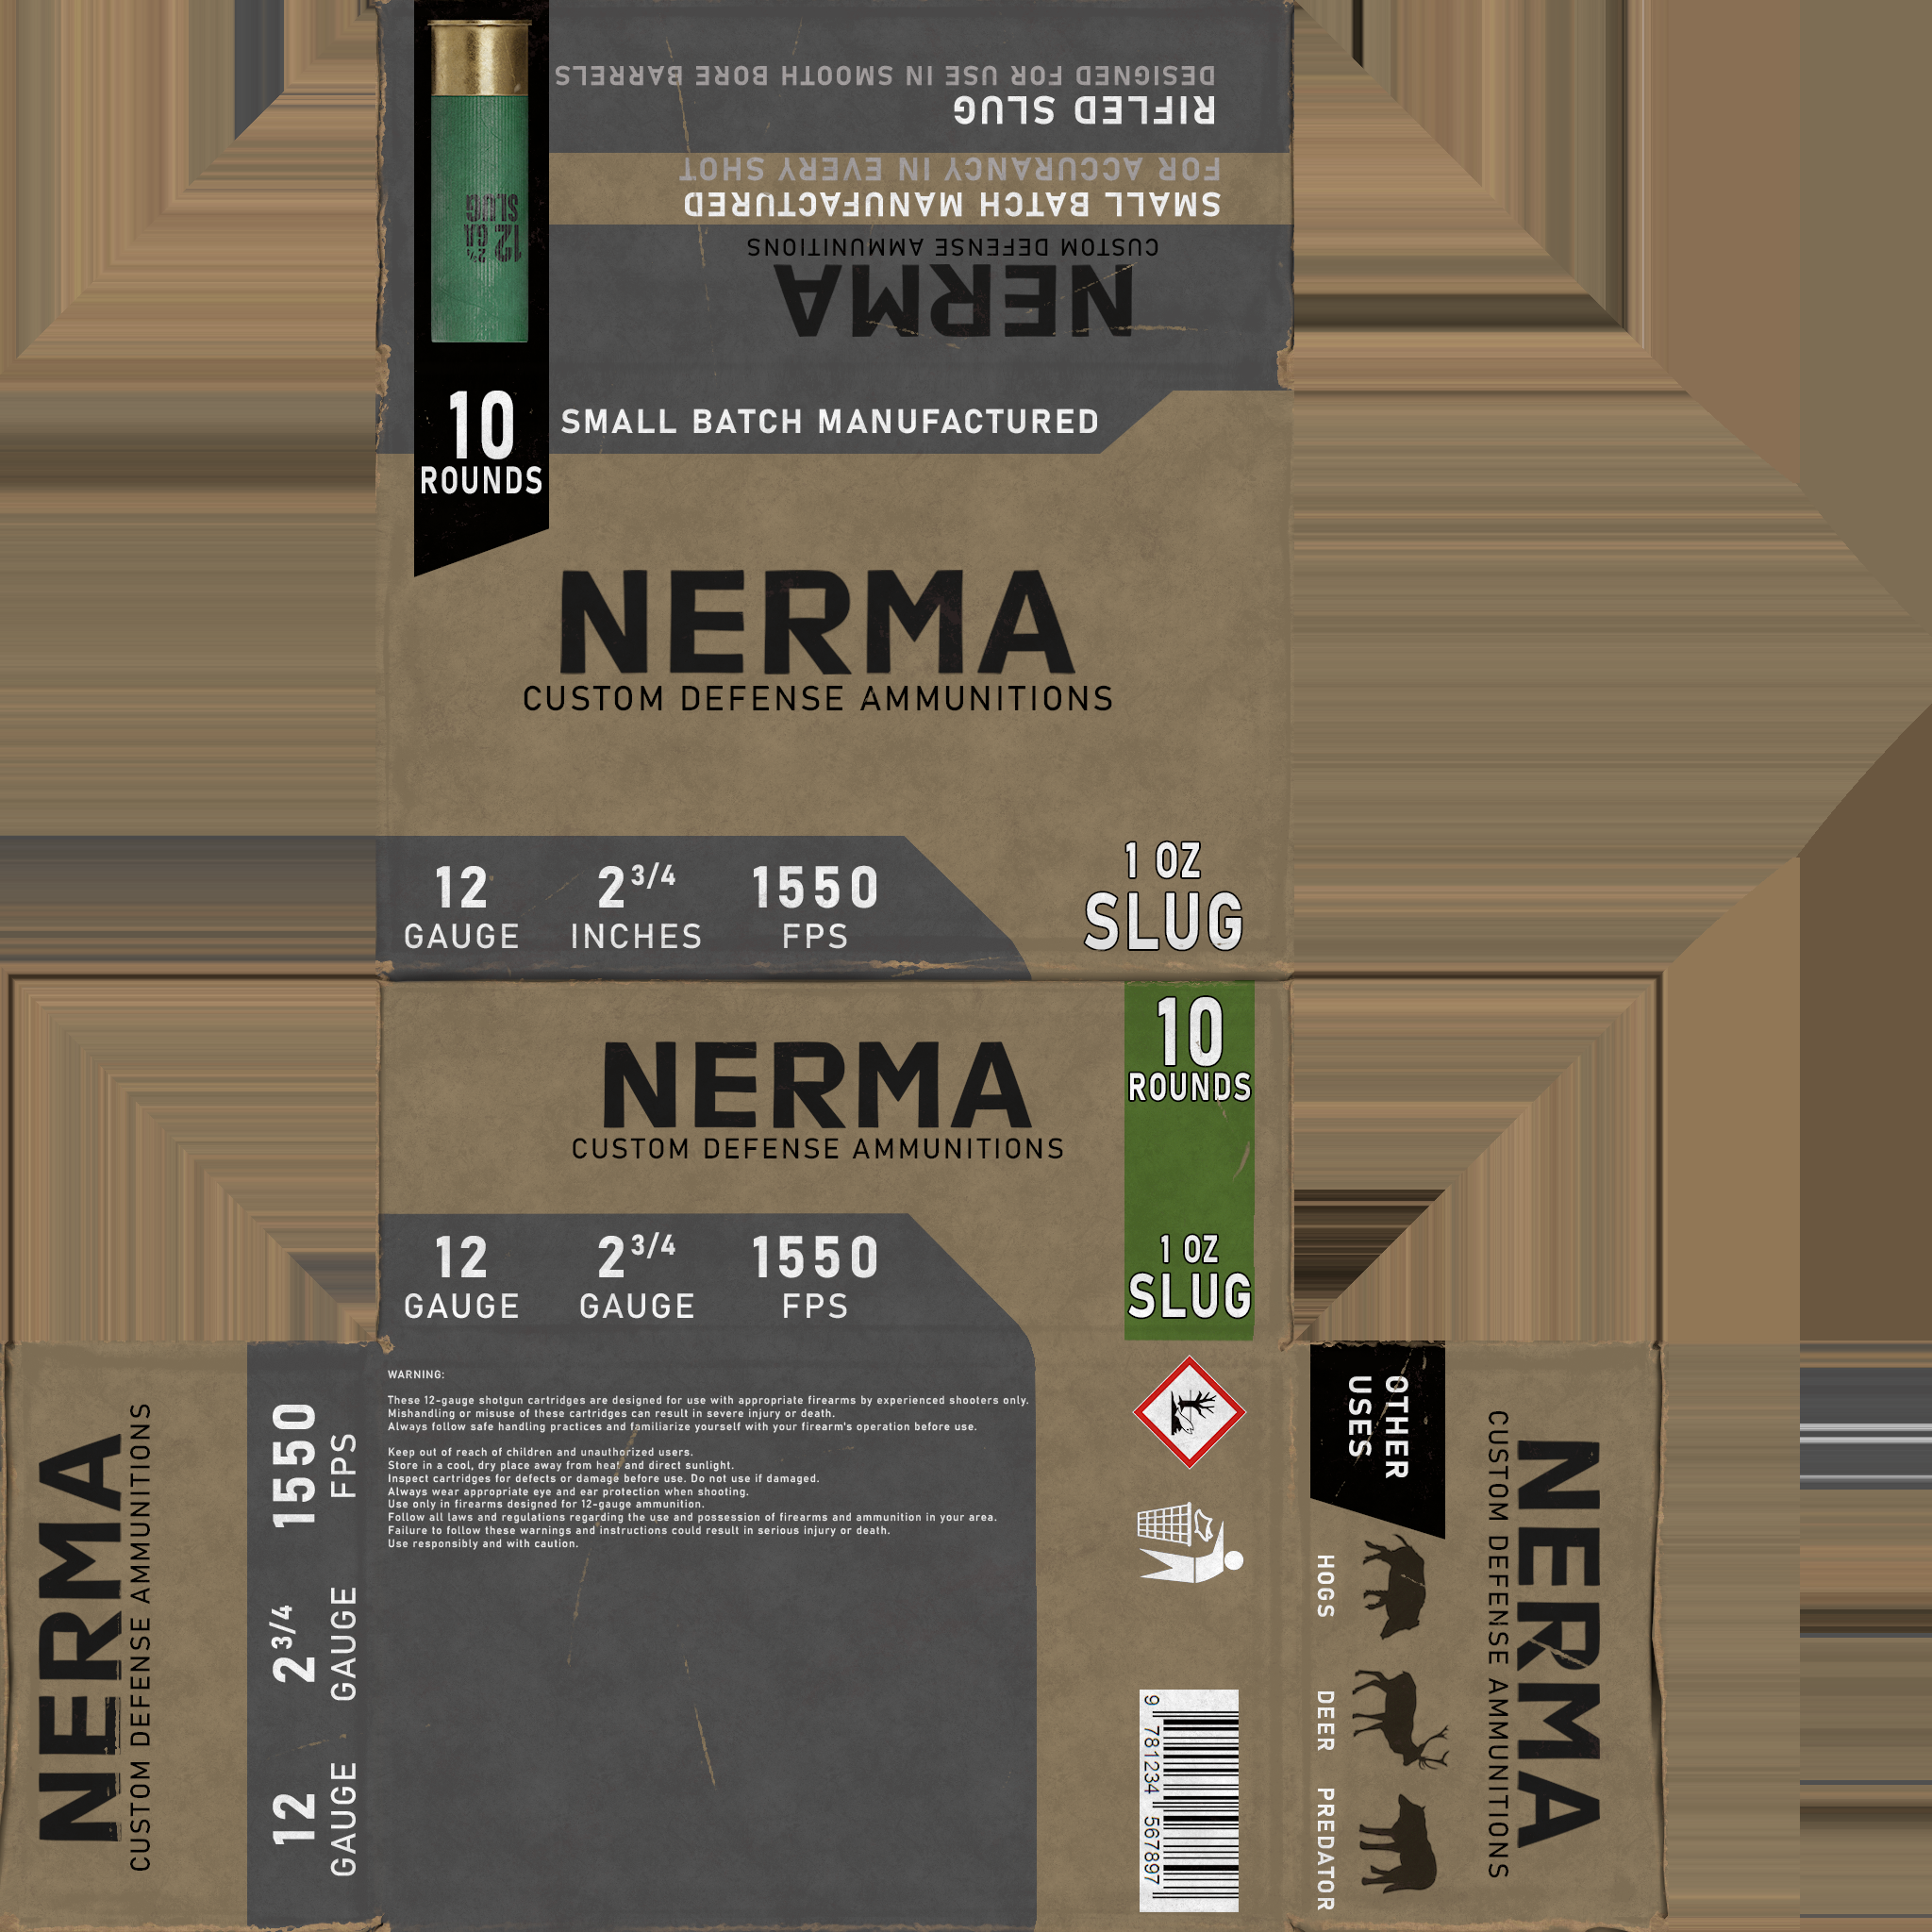 DESIGNED FOR USE IN SMOOTH BORE BARRELS
RIFLED SLUG
FOR ACCURANCY IN EVERY SHOT
SMALL BATCH MANUFACTURED
CUSTOM DEFENSE AMMUNITIONS
NERMA
12 GA
2 3/4
SLUG
10
ROUNDS
SMALL BATCH MANUFACTURED
NERMA
CUSTOM DEFENSE AMMUNITIONS
12
GAUGE
2 3/4
INCHES
1550
FPS
1 OZ
SLUG
NERMA
CUSTOM DEFENSE AMMUNITIONS
10
ROUNDS
12
GAUGE
2 3/4
GAUGE
1550
FPS
1 OZ
SLUG
NERMA
CUSTOM DEFENSE AMMUNITIONS
12
GAUGE
2 3/4
GAUGE
1550
FPS
WARNING:
These 12-gauge shotgun cartridges are designed for use with appropriate firearms by experienced shooters only.
Mishandling or misuse of these cartridges can result in severe injury or death.
Always follow safe handling practices and familiarize yourself with your firearm's operation before use.
Keep out of reach of children and unauthorized users.
Store in a cool, dry place away from heat and direct sunlight.
Inspect cartridges for defects or damage before use. Do not use if damaged.
Always wear appropriate eye and ear protection when shooting.
Use only in firearms designed for 12-gauge ammunition.
Follow all laws and regulations regarding the use and possession of firearms and ammunition in your area.
Failure to follow these warnings and instructions could result in serious injury or death.
Use responsibly and with caution.
9 781234 567897
OTHER
USES
HOGS
DEER
PREDATOR
NERMA
CUSTOM DEFENSE AMMUNITIONS